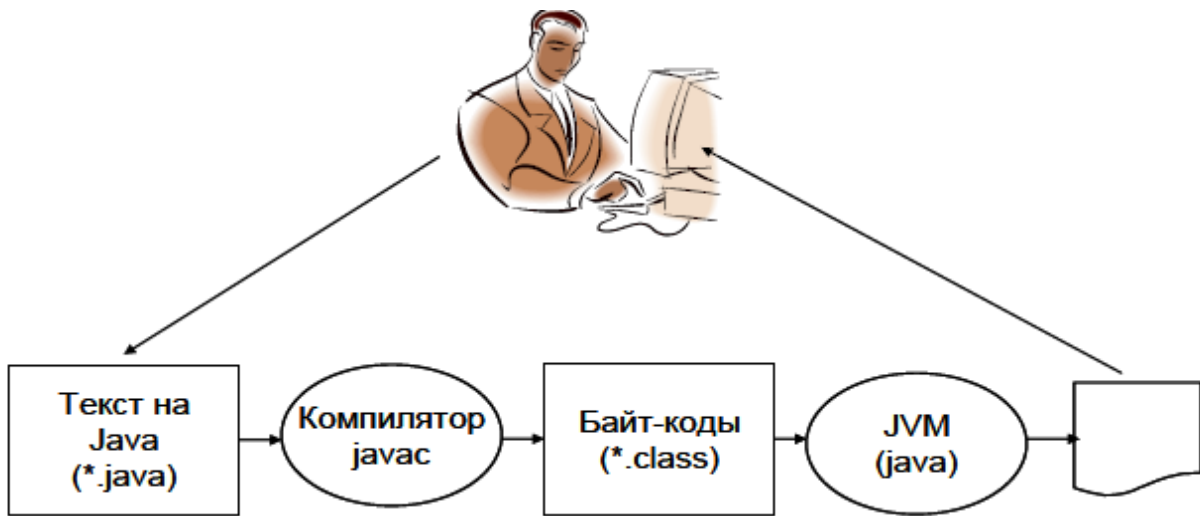 Текст на
Java
(*.java)
Компилятор
javac
Байт-коды
(*.class)
JVM
(java)